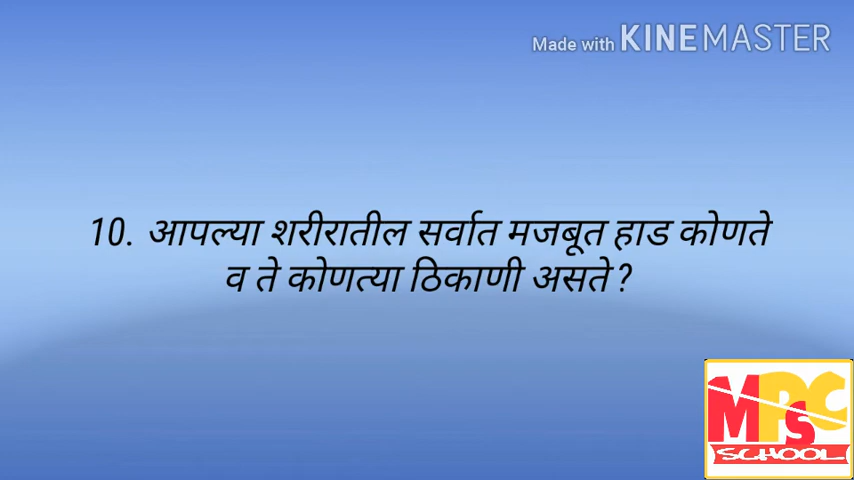 Made with KINEMASTER
10. आपल्या शरीरातील सर्वात मजबूत हाड कोणते
व ते कोणत्या ठिकाणी असते?
MPSC
SCHOOL